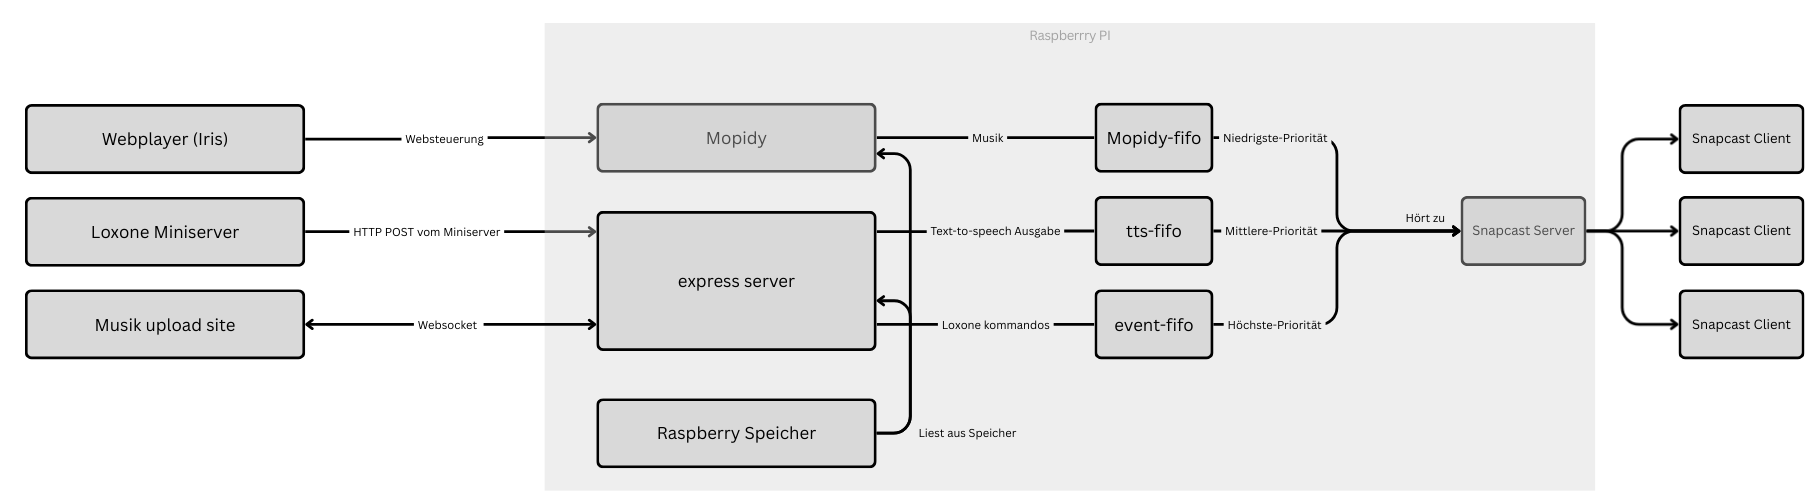 Raspberrry PI
Webplayer (Iris)
Websteuerung
Mopidy
Musik
Mopidy-fifo
Niedrigste-Priorität
Snapcast Client
Hört zu
Loxone Miniserver
HTTP POST vom Miniserver
Text-to-speech Ausgabe
tts-fifo
Mittlere-Priorität
Snapcast Server
Snapcast Client
express server
Musik upload site
Websocket
Loxone kommandos
event-fifo
Höchste-Priorität
Snapcast Client
Raspberry Speicher
Liest aus Speicher